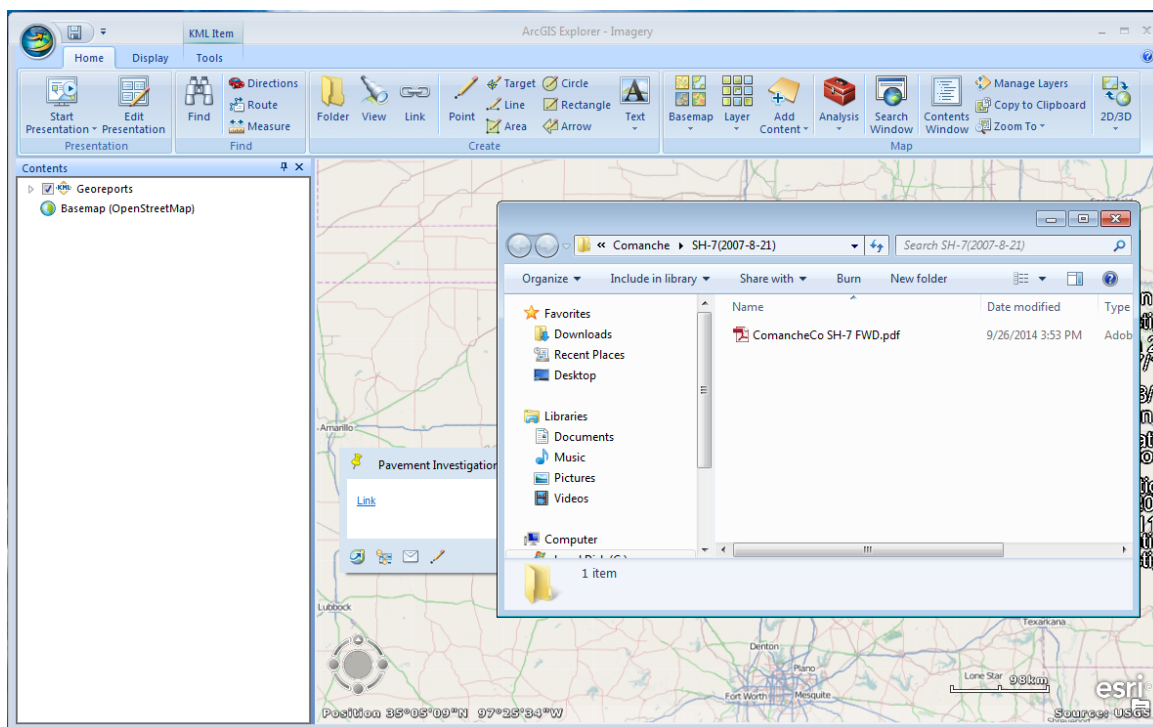 KML Item
ArcGIS Explorer - Imagery
Home Display Tools
Start Presentation
Edit Presentation
Presentation
Find
Directions
Route
Measure
Find
Folder
View
Link
Point
Target
Line
Area
Circle
Rectangle
Arrow
Text
Create
Basemap
Layer
Add Content
Analysis
Search Window
Contents Window
Manage Layers
Copy to Clipboard
Zoom To
2D/3D
Map
Contents
KML Georeports
Basemap (OpenStreetMap)
« Comanche SH-7(2007-8-21)
Search SH-7(2007-8-21)
Organize Include in library Share with Burn New folder
Favorites
Downloads
Recent Places
Desktop
Libraries
Documents
Music
Pictures
Videos
Computer
Name Date modified Type
ComancheCo SH-7 FWD.pdf 9/26/2014 3:53 PM Adob
1 item
Amarillo
Pavement Investigation
Link
Lubbock
Texarkana
Denton
Plano
Fort Worth
Mesquite
Lone Star
98km
esri
Position 35°05'09"N 97°25'34"W
Source: USGS